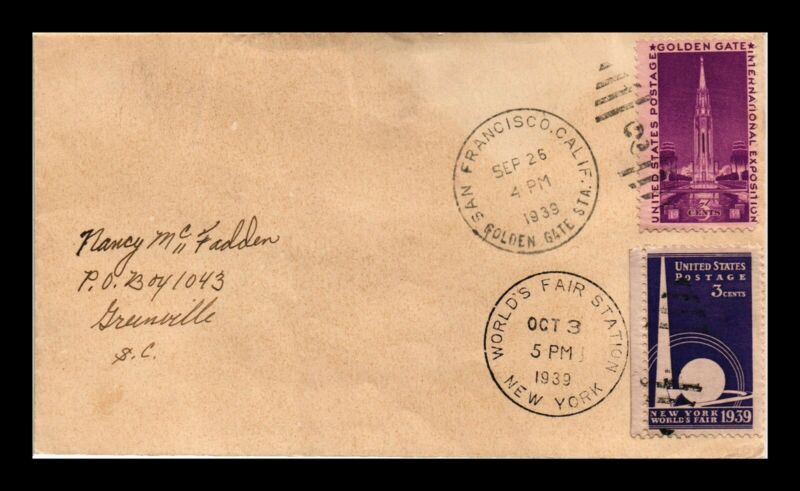 ★GOLDEN GATE★
UNITED STATES POSTAGE
INTERNATIONAL EXPOSITION
3
CENTS
SAN FRANCISCO, CALIF.
SEP 26
4 PM
1939
GOLDEN GATE STA.
Nancy McFadden
P.O. Box 1043
Greenville
S.C.
UNITED STATES
POSTAGE
3 CENTS
NEW YORK
WORLD'S FAIR 1939
WORLD'S FAIR STATION
OCT 3
5 PM
1939
NEW YORK